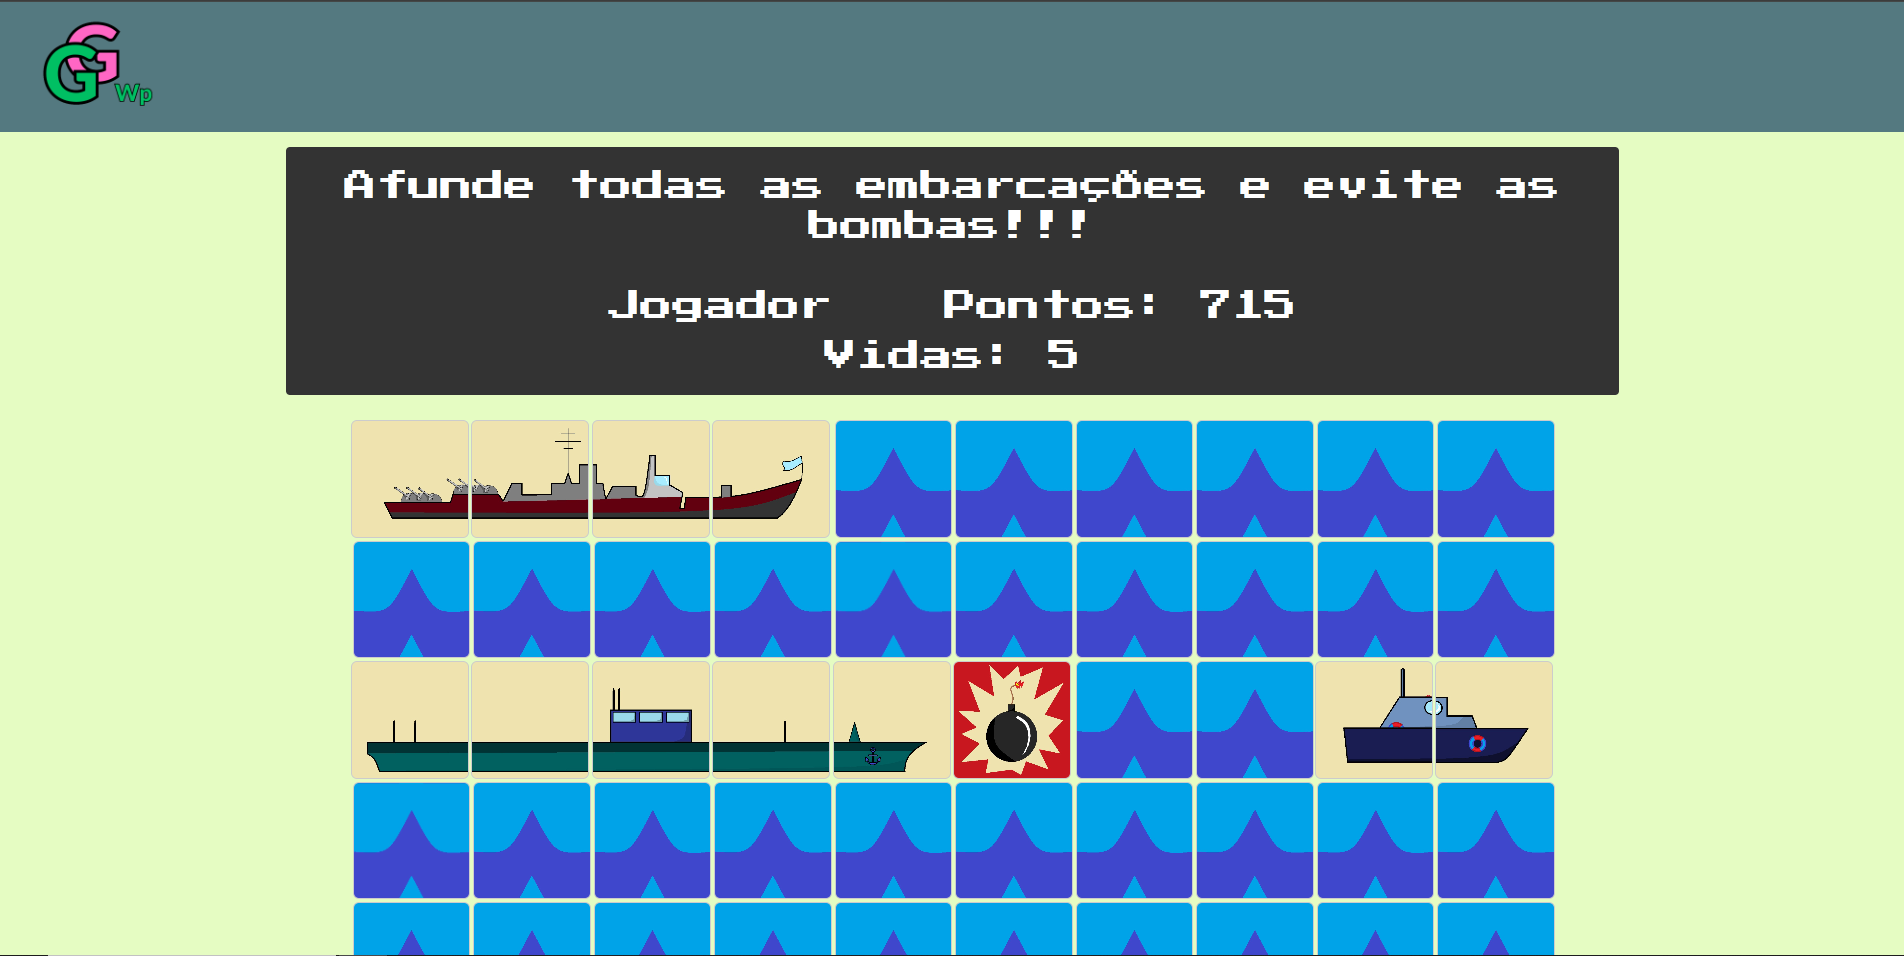 GG Wp
Afunde todas as embarcações e evite as
bombas!!!
Jogador Pontos: 715
Vidas: 5